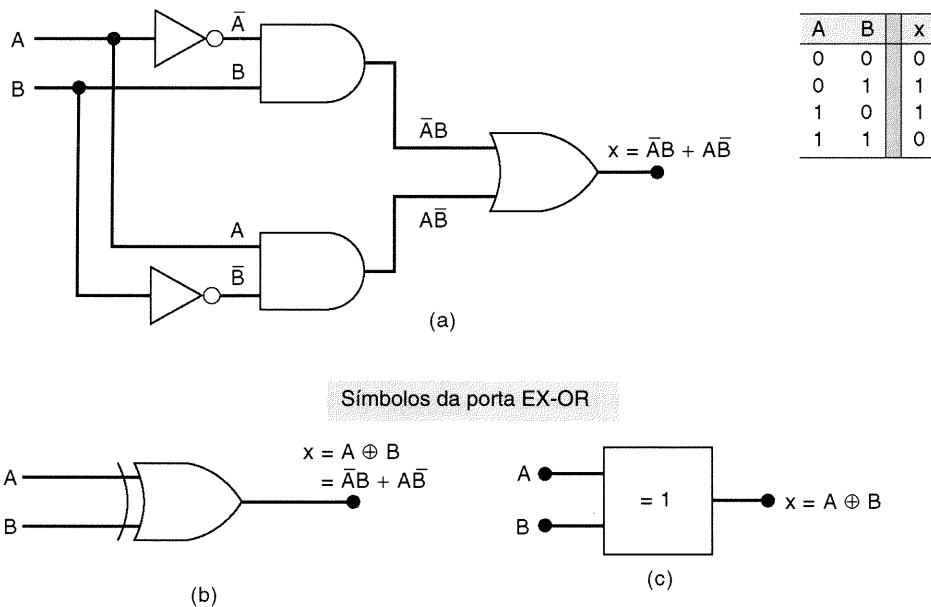 A
Ā
B
B
ĀB
x = ĀB + AB̄
AB̄
A
B̄
(a)
A B x
0 0 0
0 1 1
1 0 1
1 1 0
Símbolos da porta EX-OR
A
B
x = A ⊕ B
= ĀB + AB̄
(b)
A
B
= 1
x = A ⊕ B
(c)